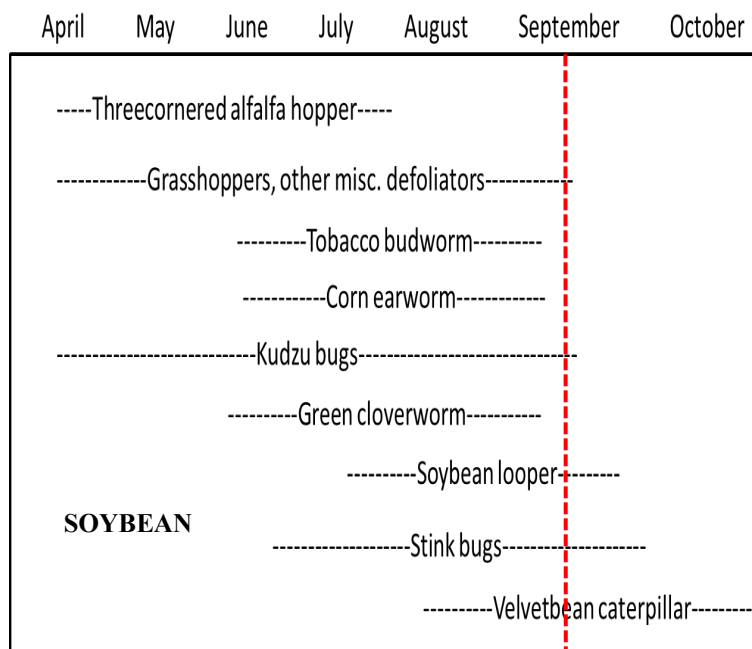 April May June July August September October
-----Threecornered alfalfa hopper-----
-------------Grasshoppers, other misc. defoliators-------------
----------Tobacco budworm----------
------------Corn earworm-------------
-----------------------------Kudzu bugs--------------------------------
----------Green cloverworm-----------
----------Soybean looper---------
SOYBEAN
--------------------Stink bugs---------------------
----------Velvetbean caterpillar---------